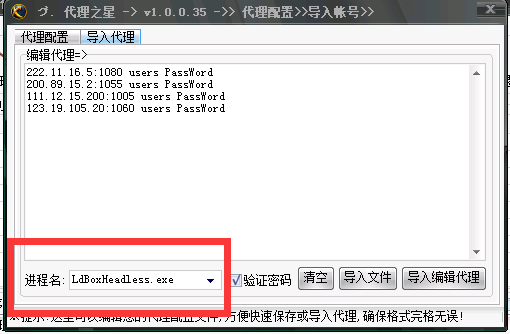 代理之星 -> v1.0.0.35 ->> 代理配置>>导入帐号>>
代理配置 导入代理
编辑代理=>
222.11.16.5:1080 users PassWord
200.89.15.2:1055 users PassWord
111.12.15.200:1005 users PassWord
123.19.105.20:1060 users PassWord
进程名: LdBoxHeadless.exe 验证密码 清空 导入文件 导入编辑代理
※提示:这里可以编辑您的代理配置文件,方便快速保存或导入代理,确保格式完格无误!